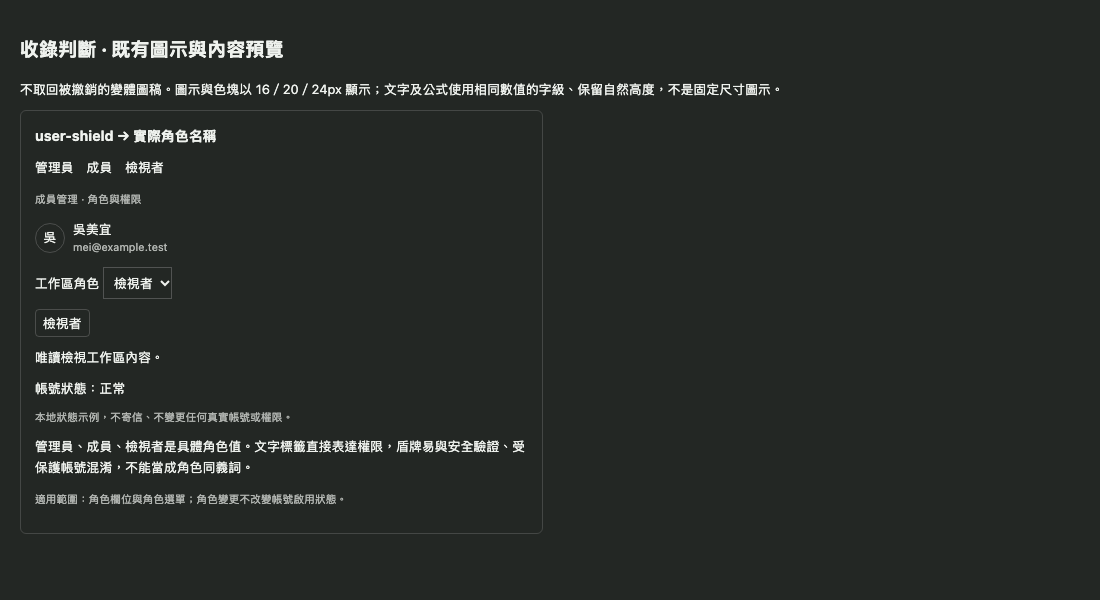 收錄判斷 · 既有圖示與內容預覽
不取回被撤銷的變體圖稿。圖示與色塊以 16 / 20 / 24px 顯示；文字及公式使用相同數值的字級、保留自然高度，不是固定尺寸圖示。
user-shield → 實際角色名稱
管理員 成員 檢視者
成員管理 · 角色與權限
吳
吳美宜
mei@example.test
工作區角色 檢視者
檢視者
唯讀檢視工作區內容。
帳號狀態：正常
本地狀態示例，不寄信、不變更任何真實帳號或權限。
管理員、成員、檢視者是具體角色值。文字標籤直接表達權限，盾牌易與安全驗證、受
保護帳號混淆，不能當成角色同義詞。
適用範圍：角色欄位與角色選單；角色變更不改變帳號啟用狀態。